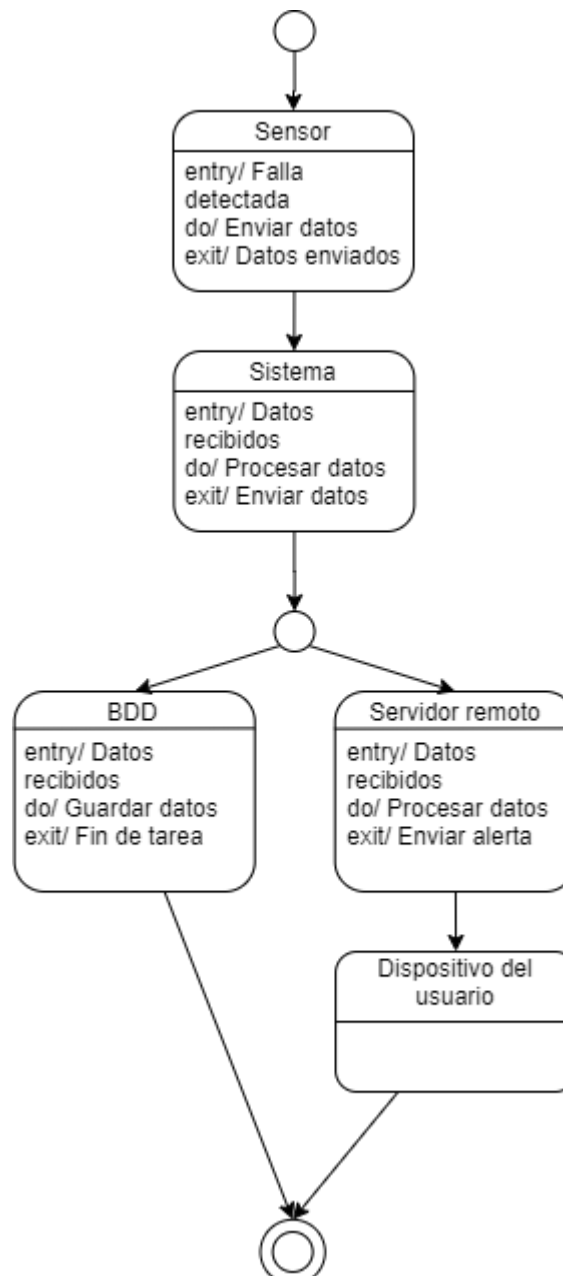 Sensor
entry/ Falla
detectada
do/ Enviar datos
exit/ Datos enviados
Sistema
entry/ Datos
recibidos
do/ Procesar datos
exit/ Enviar datos
BDD
entry/ Datos
recibidos
do/ Guardar datos
exit/ Fin de tarea
Servidor remoto
entry/ Datos
recibidos
do/ Procesar datos
exit/ Enviar alerta
Dispositivo del
usuario